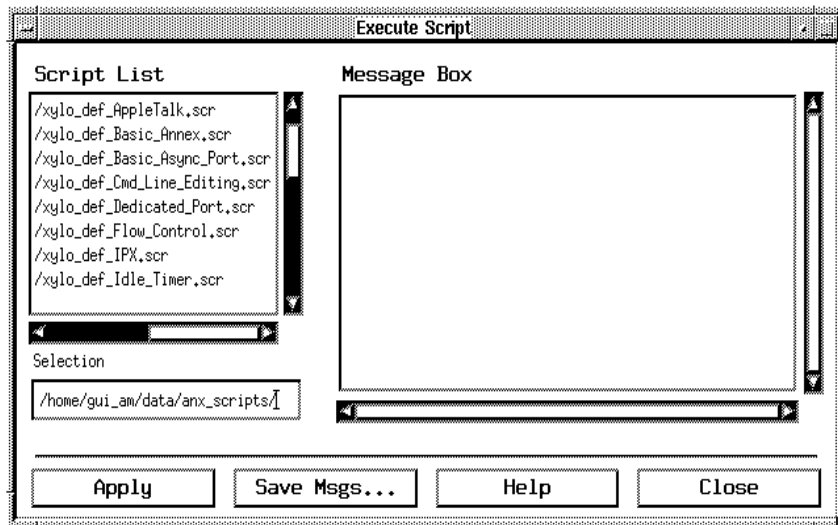 Execute Script
Script List
/xylo_def_AppleTalk.scr
/xylo_def_Basic_Annex.scr
/xylo_def_Basic_Async_Port.scr
/xylo_def_Cmd_Line_Editing.scr
/xylo_def_Dedicated_Port.scr
/xylo_def_Flow_Control.scr
/xylo_def_IPX.scr
/xylo_def_Idle_Timer.scr
Selection
/home/gui_am/data/anx_scripts/
Message Box
Apply
Save Msgs...
Help
Close